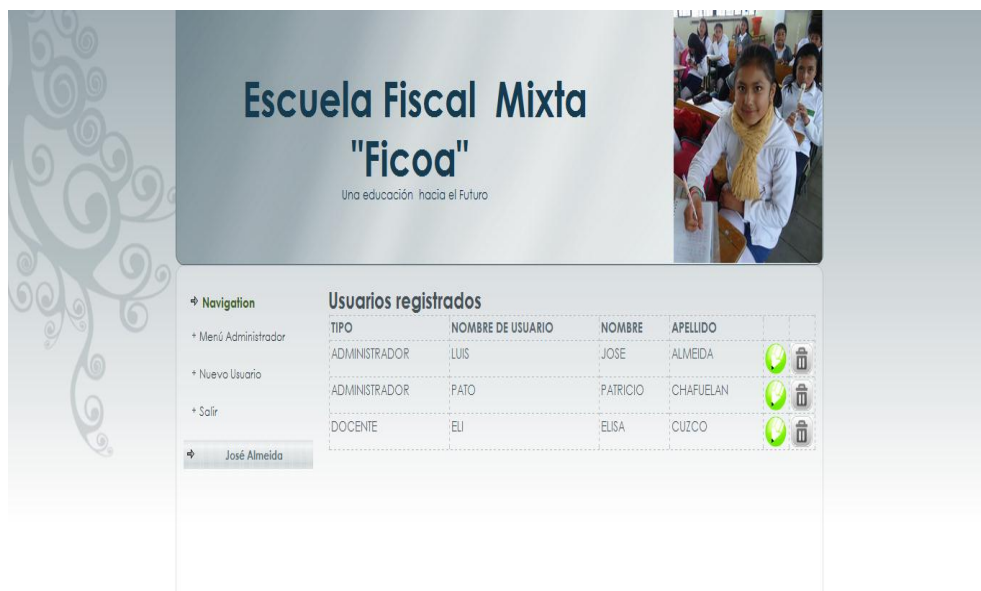 Escuela Fiscal Mixta
"Ficoa"
Una educación hacia el Futuro
Navigation
+ Menú Administrador
+ Nuevo Usuario
+ Salir
José Almeida
Usuarios registrados
TIPO NOMBRE DE USUARIO NOMBRE APELLIDO
ADMINISTRADOR LUIS JOSE ALMEIDA
ADMINISTRADOR PATO PATRICIO CHAFUELAN
DOCENTE ELI ELISA CUZCO